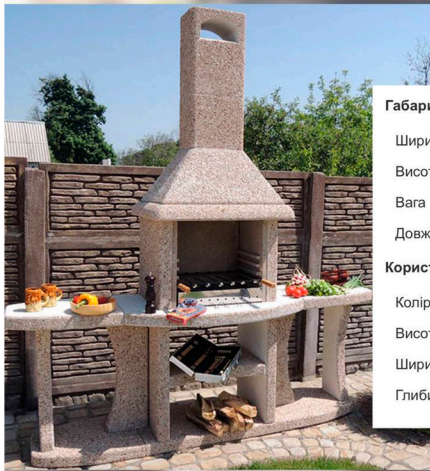 Габари
Шири
Висот
Вага
Довж
Корист
Колір
Висот
Шири
Глиби